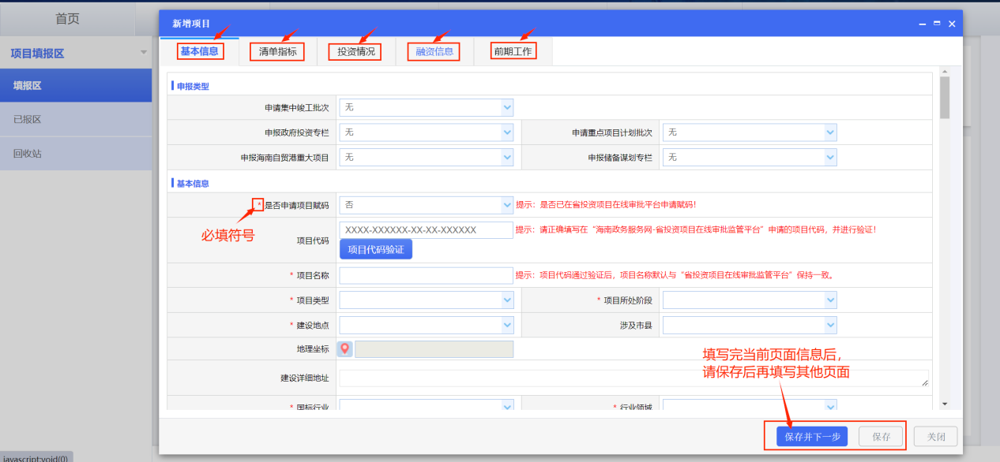 首页
项目填报区
填报区
已报区
回收站
新增项目
基本信息 清单指标 投资情况 融资信息 前期工作
申报类型
申请集中竣工批次 无
申报政府投资专栏 无 申请重点项目计划批次 无
申报海南自贸港重大项目 无 申报储备谋划专栏 无
基本信息
* 是否申请项目赋码 否 提示：是否已在省投资项目在线审批平台申请赋码！
必填符号
项目代码 XXXX-XXXXXX-XX-XX-XXXXXX 提示：请正确填写在“海南政务服务网-省投资项目在线审批监管平台”申请的项目代码，并进行验证！
项目代码验证
* 项目名称 提示：项目代码通过验证后，项目名称默认与“省投资项目在线审批监管平台”保持一致。
* 项目类型 * 项目所处阶段
* 建设地点 涉及市县
地理坐标
填写完当前页面信息后，
请保存后再填写其他页面
建设详细地址
* 国标行业 * 行业领域
保存并下一步 保存 关闭
javascript:void(0)